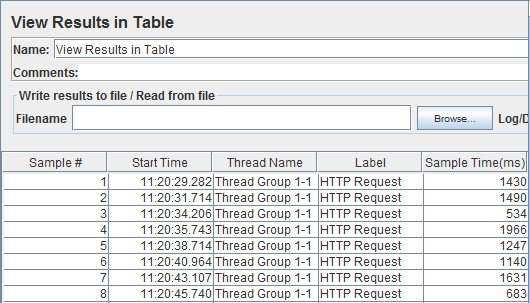 View Results in Table
Name: View Results in Table
Comments:
Write results to file / Read from file
Filename Browse... Log/D
Sample # Start Time Thread Name Label Sample Time(ms)
1 11:20:29.282 Thread Group 1-1 HTTP Request 1430
2 11:20:31.714 Thread Group 1-1 HTTP Request 1490
3 11:20:34.206 Thread Group 1-1 HTTP Request 534
4 11:20:35.743 Thread Group 1-1 HTTP Request 1966
5 11:20:38.714 Thread Group 1-1 HTTP Request 1247
6 11:20:40.964 Thread Group 1-1 HTTP Request 1140
7 11:20:43.107 Thread Group 1-1 HTTP Request 1631
8 11:20:45.740 Thread Group 1-1 HTTP Request 683